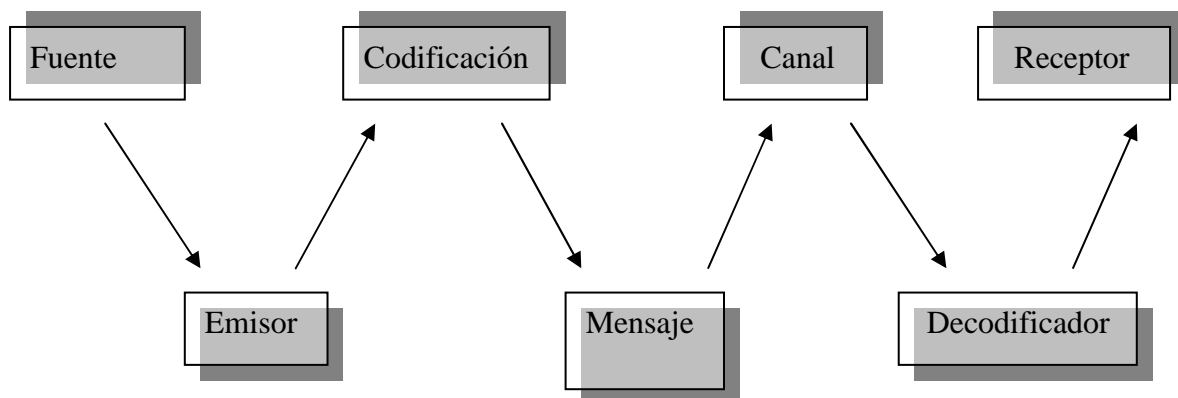 Fuente
Codificación
Canal
Receptor
Emisor
Mensaje
Decodificador